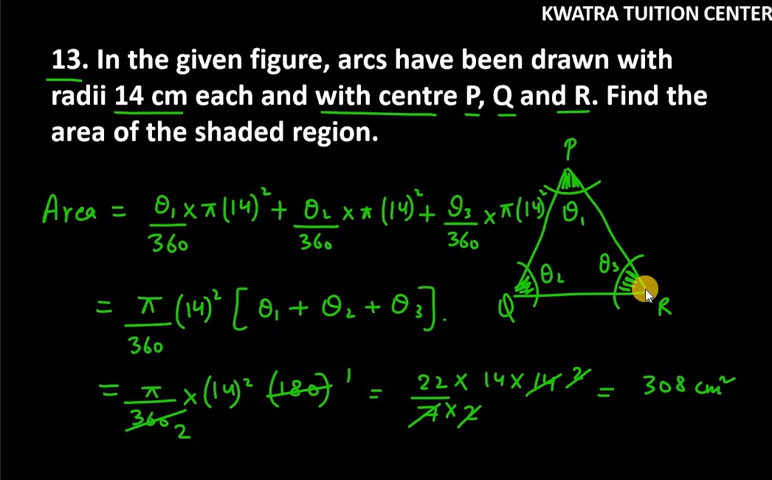 KWATRA TUITION CENTER
13. In the given figure, arcs have been drawn with
radii 14 cm each and with centre P, Q and R. Find the
area of the shaded region.
P
Area = θ₁/360 × π(14)² + θ₂/360 × π(14)² + θ₃/360 × π(14)²
θ₁
θ₂ θ₃
Q R
= π/360 (14)² [θ₁ + θ₂ + θ₃].
= π/360 2 × (14)² (180) 1 = 22 × 14 × 14 2/7 × 2 = 308 cm²